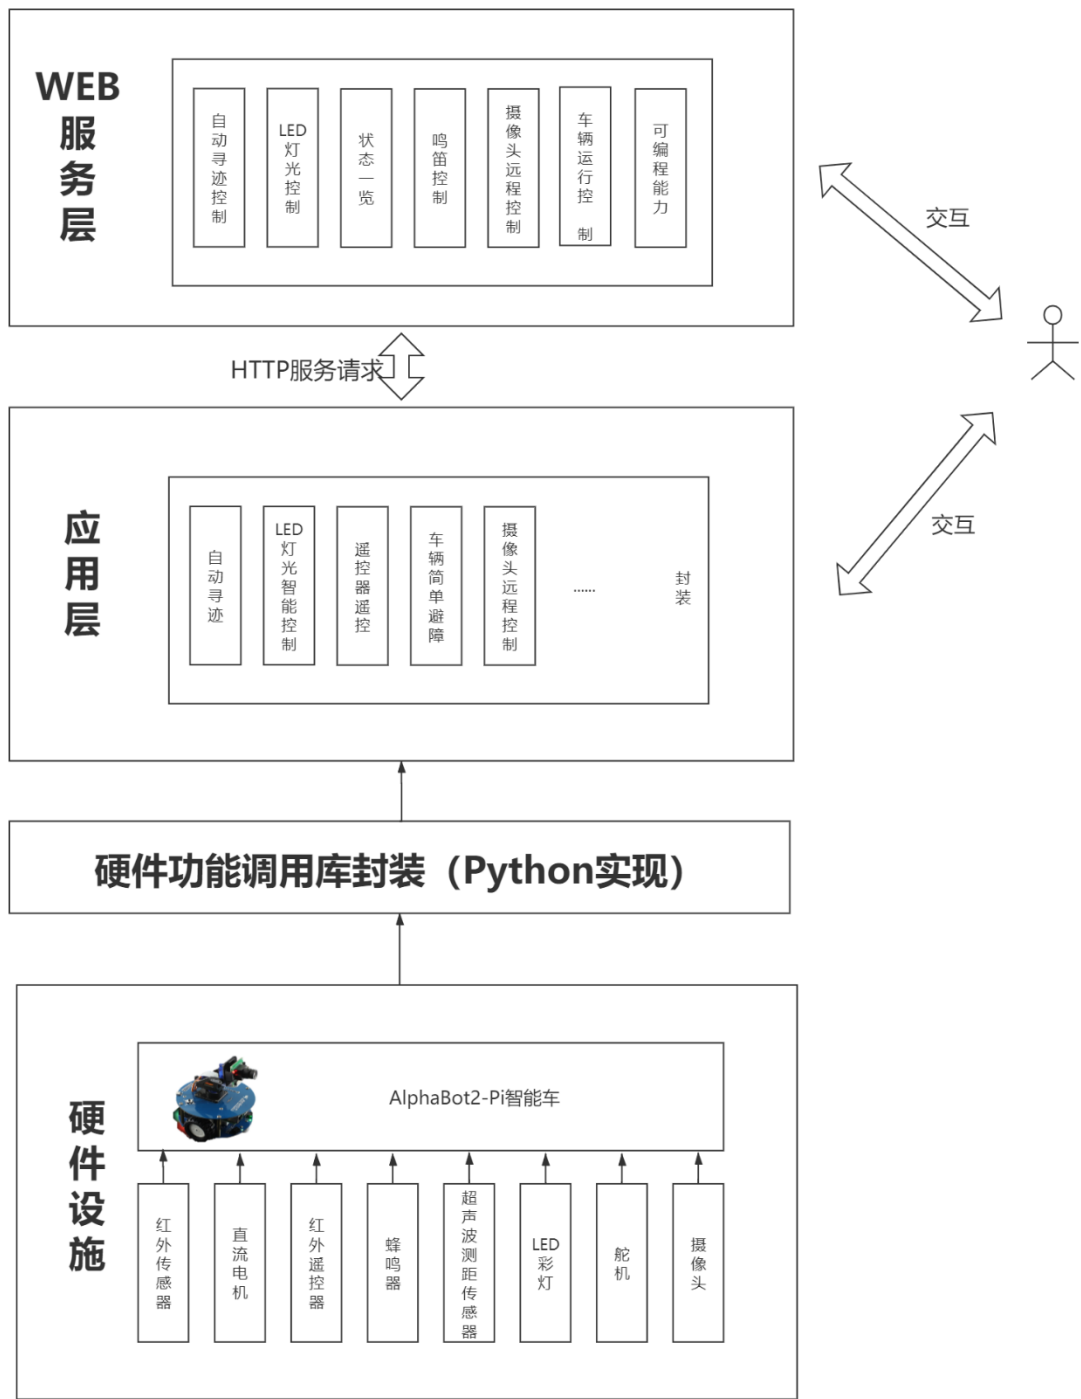 WEB服务层
自动寻迹控制
LED灯光控制
状态一览
鸣笛控制
摄像头远程控制
车辆运行控 制
可编程能力
交互
HTTP服务请求
应用层
自动寻迹
LED灯光智能控制
遥控器遥控
车辆简单避障
摄像头远程控制
......
封装
交互
硬件功能调用库封装（Python实现）
硬件设施
AlphaBot2-Pi智能车
红外传感器
直流电机
红外遥控器
蜂鸣器
超声波测距传感器
LED彩灯
舵机
摄像头